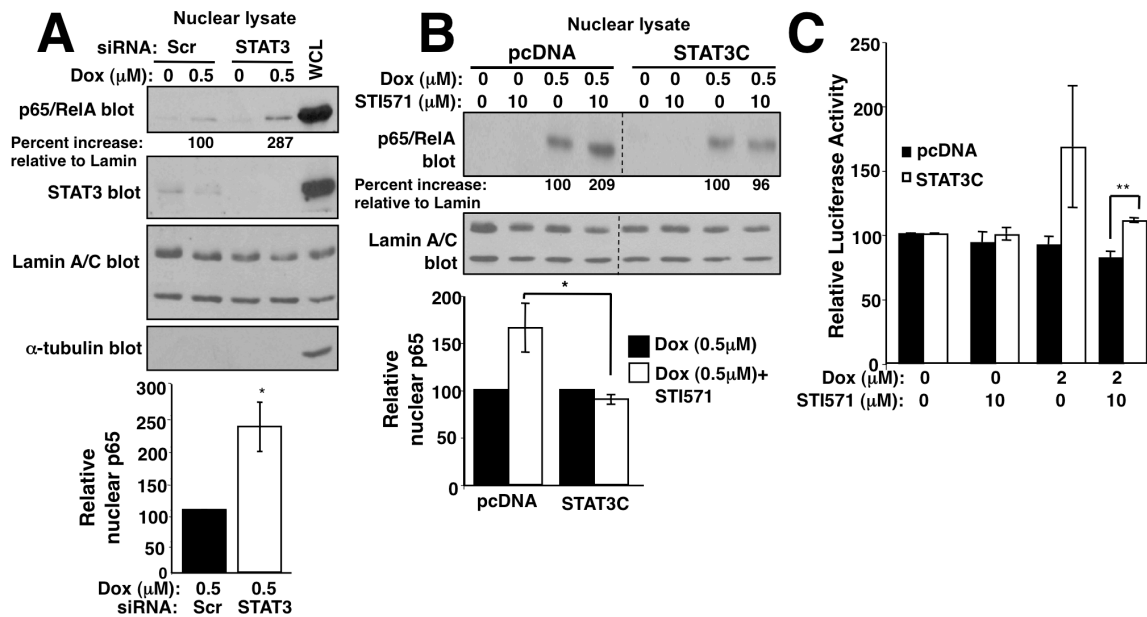 A
Nuclear lysate
siRNA: Scr STAT3 WCL
Dox (μM): 0 0.5 0 0.5
p65/RelA blot
Percent increase: 100 287
relative to Lamin
STAT3 blot
Lamin A/C blot
α-tubulin blot
300
250
200
150
100
50
0
Relative
nuclear p65
*
Dox (μM): 0.5 0.5
siRNA: Scr STAT3
B
Nuclear lysate
pcDNA STAT3C
Dox (μM): 0 0 0.5 0.5 0 0 0.5 0.5
STI571 (μM): 0 10 0 10 0 10 0 10
p65/RelA
blot
Percent increase: 100 209 100 96
relative to Lamin
Lamin A/C
blot
200
150
100
50
0
Relative
nuclear p65
*
Dox (0.5μM)
Dox (0.5μM)+
STI571
pcDNA STAT3C
C
250
200
150
100
50
0
Relative Luciferase Activity
pcDNA
STAT3C
**
Dox (μM): 0 0 2 2
STI571 (μM): 0 10 0 10